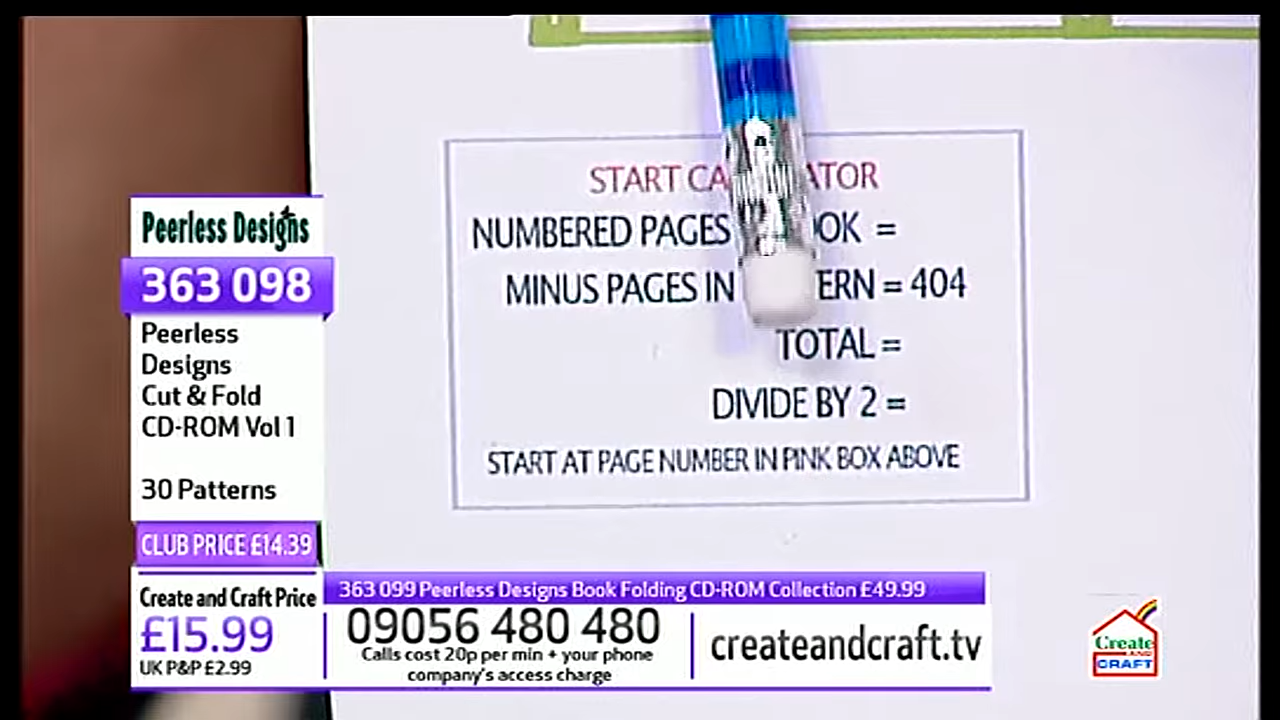 START CA ATOR
NUMBERED PAGES OOK =
MINUS PAGES IN ERN = 404
TOTAL =
DIVIDE BY 2 =
START AT PAGE NUMBER IN PINK BOX ABOVE
Peerless Designs
363 098
Peerless
Designs
Cut & Fold
CD-ROM Vol 1
30 Patterns
CLUB PRICE £14.39
Create and Craft Price
£15.99
UK P&P £2.99
363 099 Peerless Designs Book Folding CD-ROM Collection £49.99
09056 480 480
Calls cost 20p per min + your phone
company's access charge
createandcraft.tv
Create
AND
CRAFT